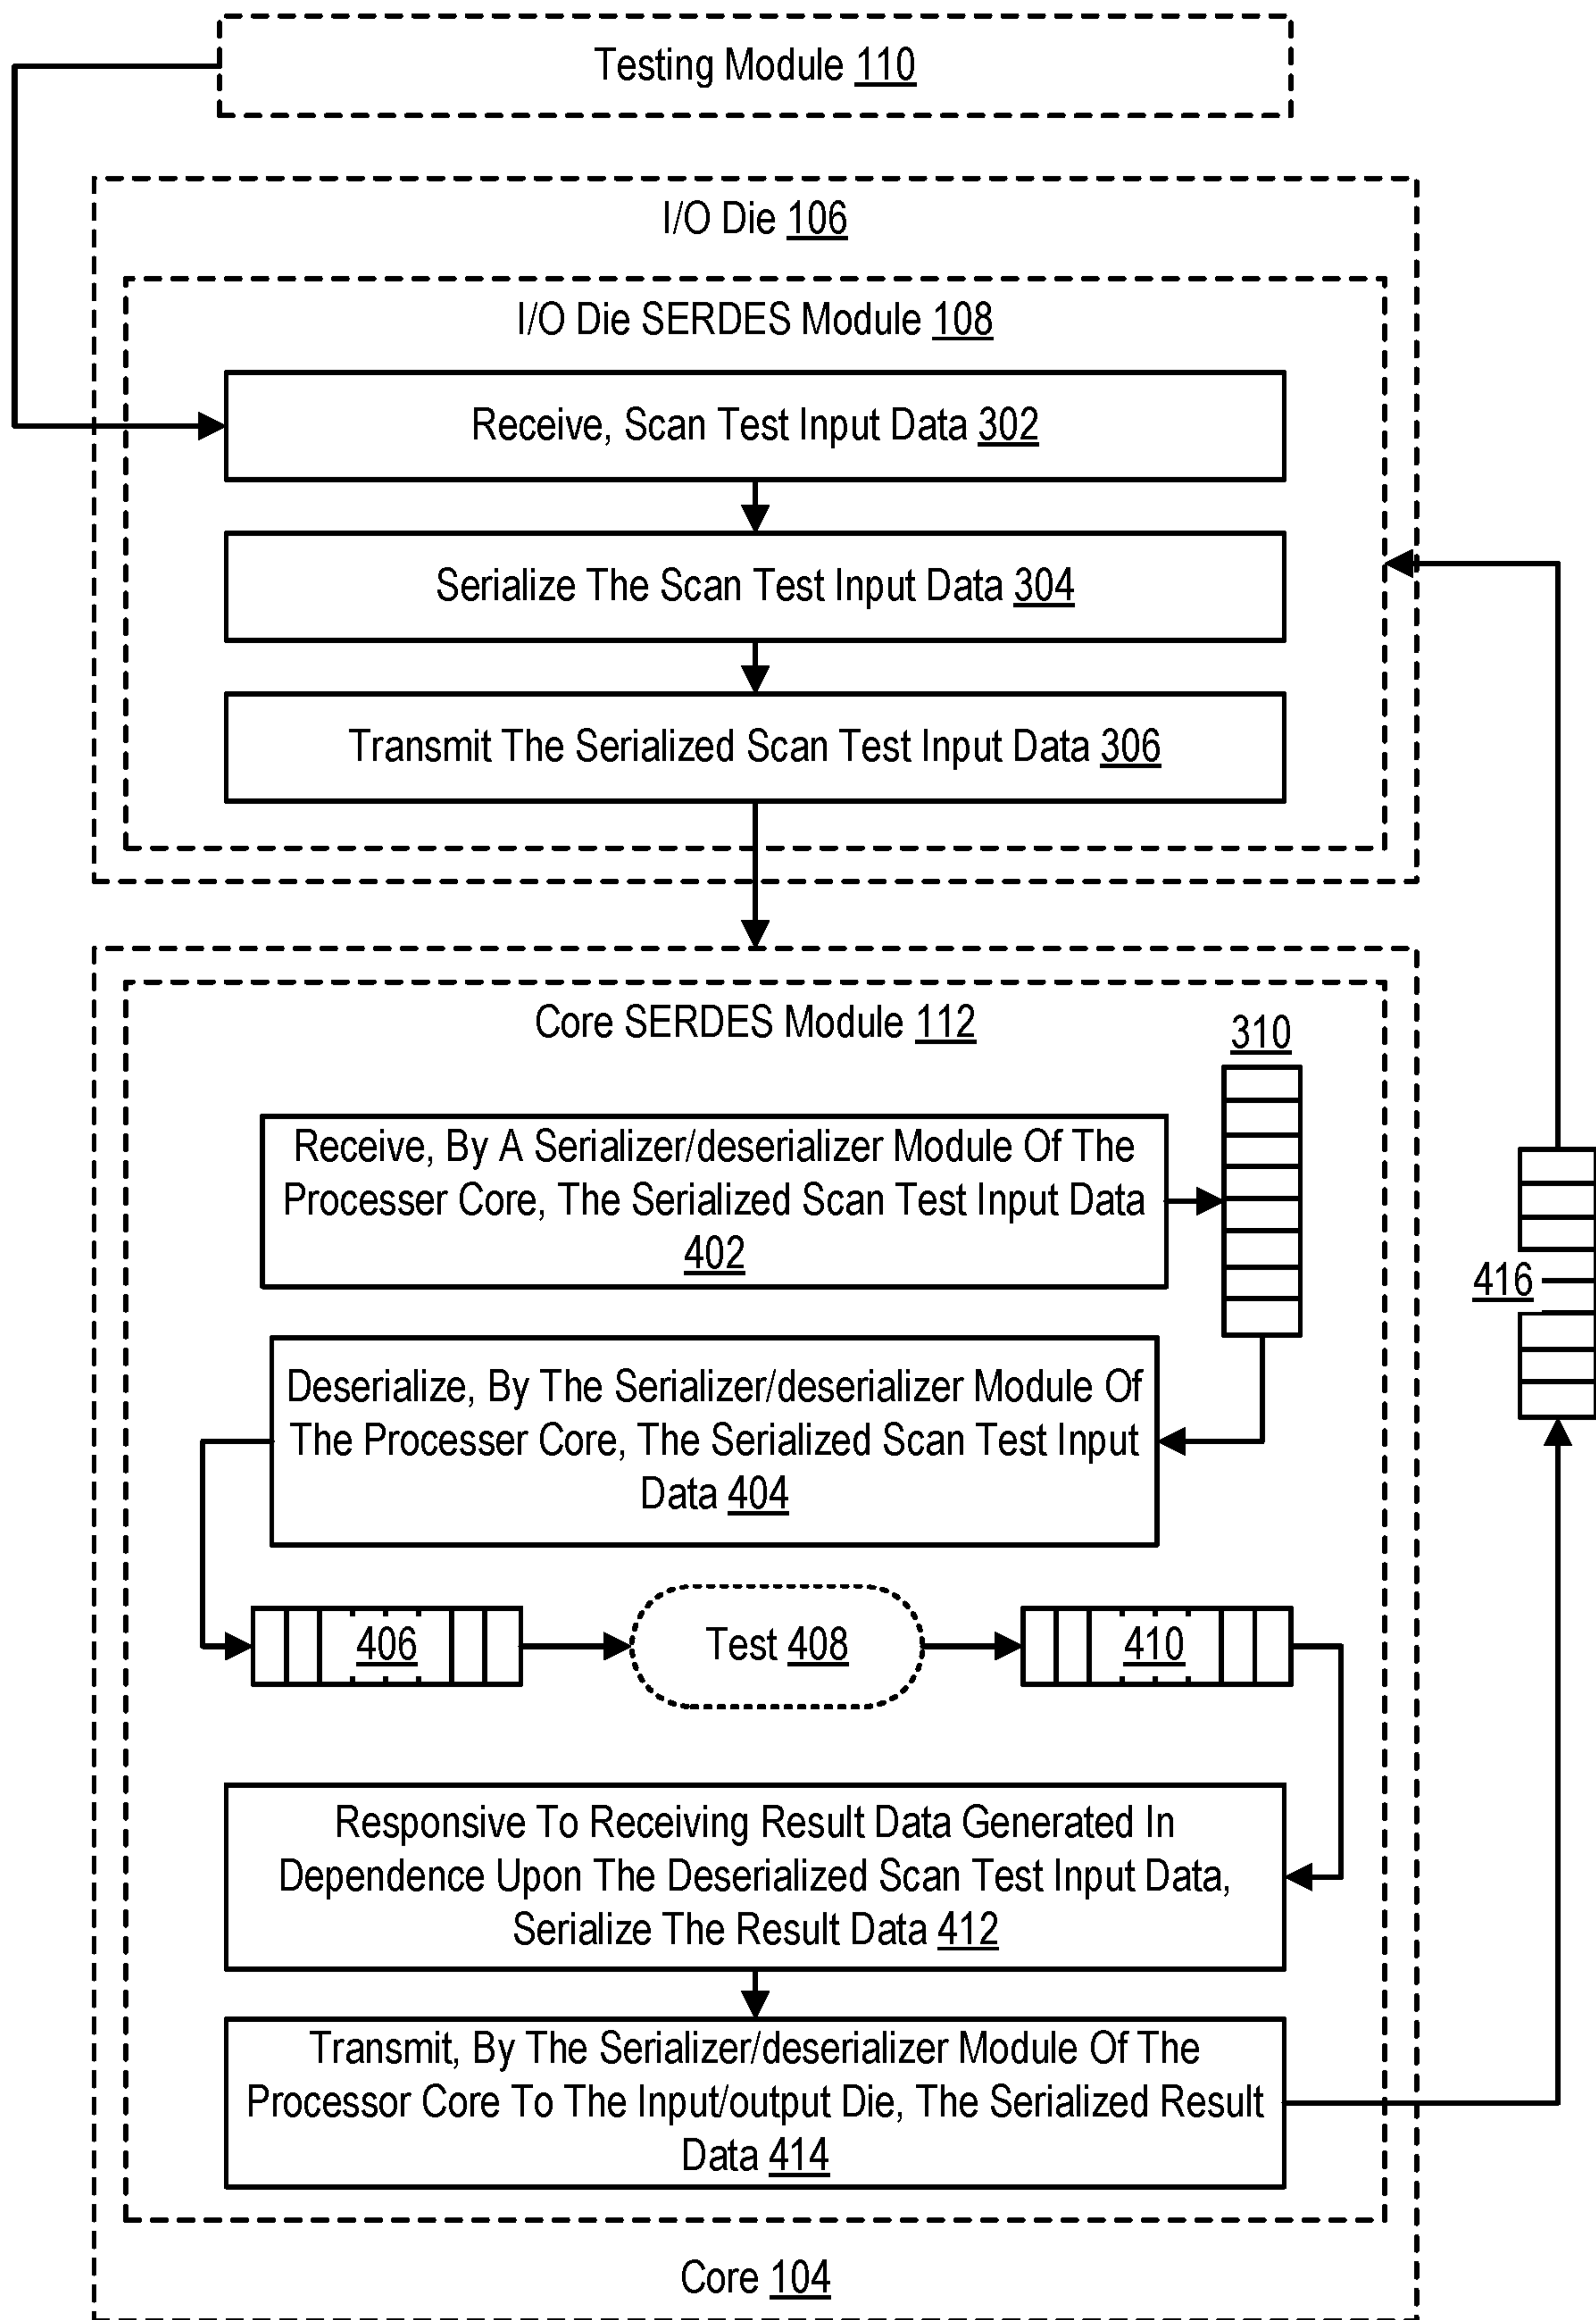 Testing Module 110
I/O Die 106
I/O Die SERDES Module 108
Receive, Scan Test Input Data 302
Serialize The Scan Test Input Data 304
Transmit The Serialized Scan Test Input Data 306
Core SERDES Module 112
310
Receive, By A Serializer/deserializer Module Of The
Processer Core, The Serialized Scan Test Input Data
402
416
Deserialize, By The Serializer/deserializer Module Of
The Processer Core, The Serialized Scan Test Input
Data 404
406
Test 408
410
Responsive To Receiving Result Data Generated In
Dependence Upon The Deserialized Scan Test Input Data,
Serialize The Result Data 412
Transmit, By The Serializer/deserializer Module Of The
Processor Core To The Input/output Die, The Serialized Result
Data 414
Core 104